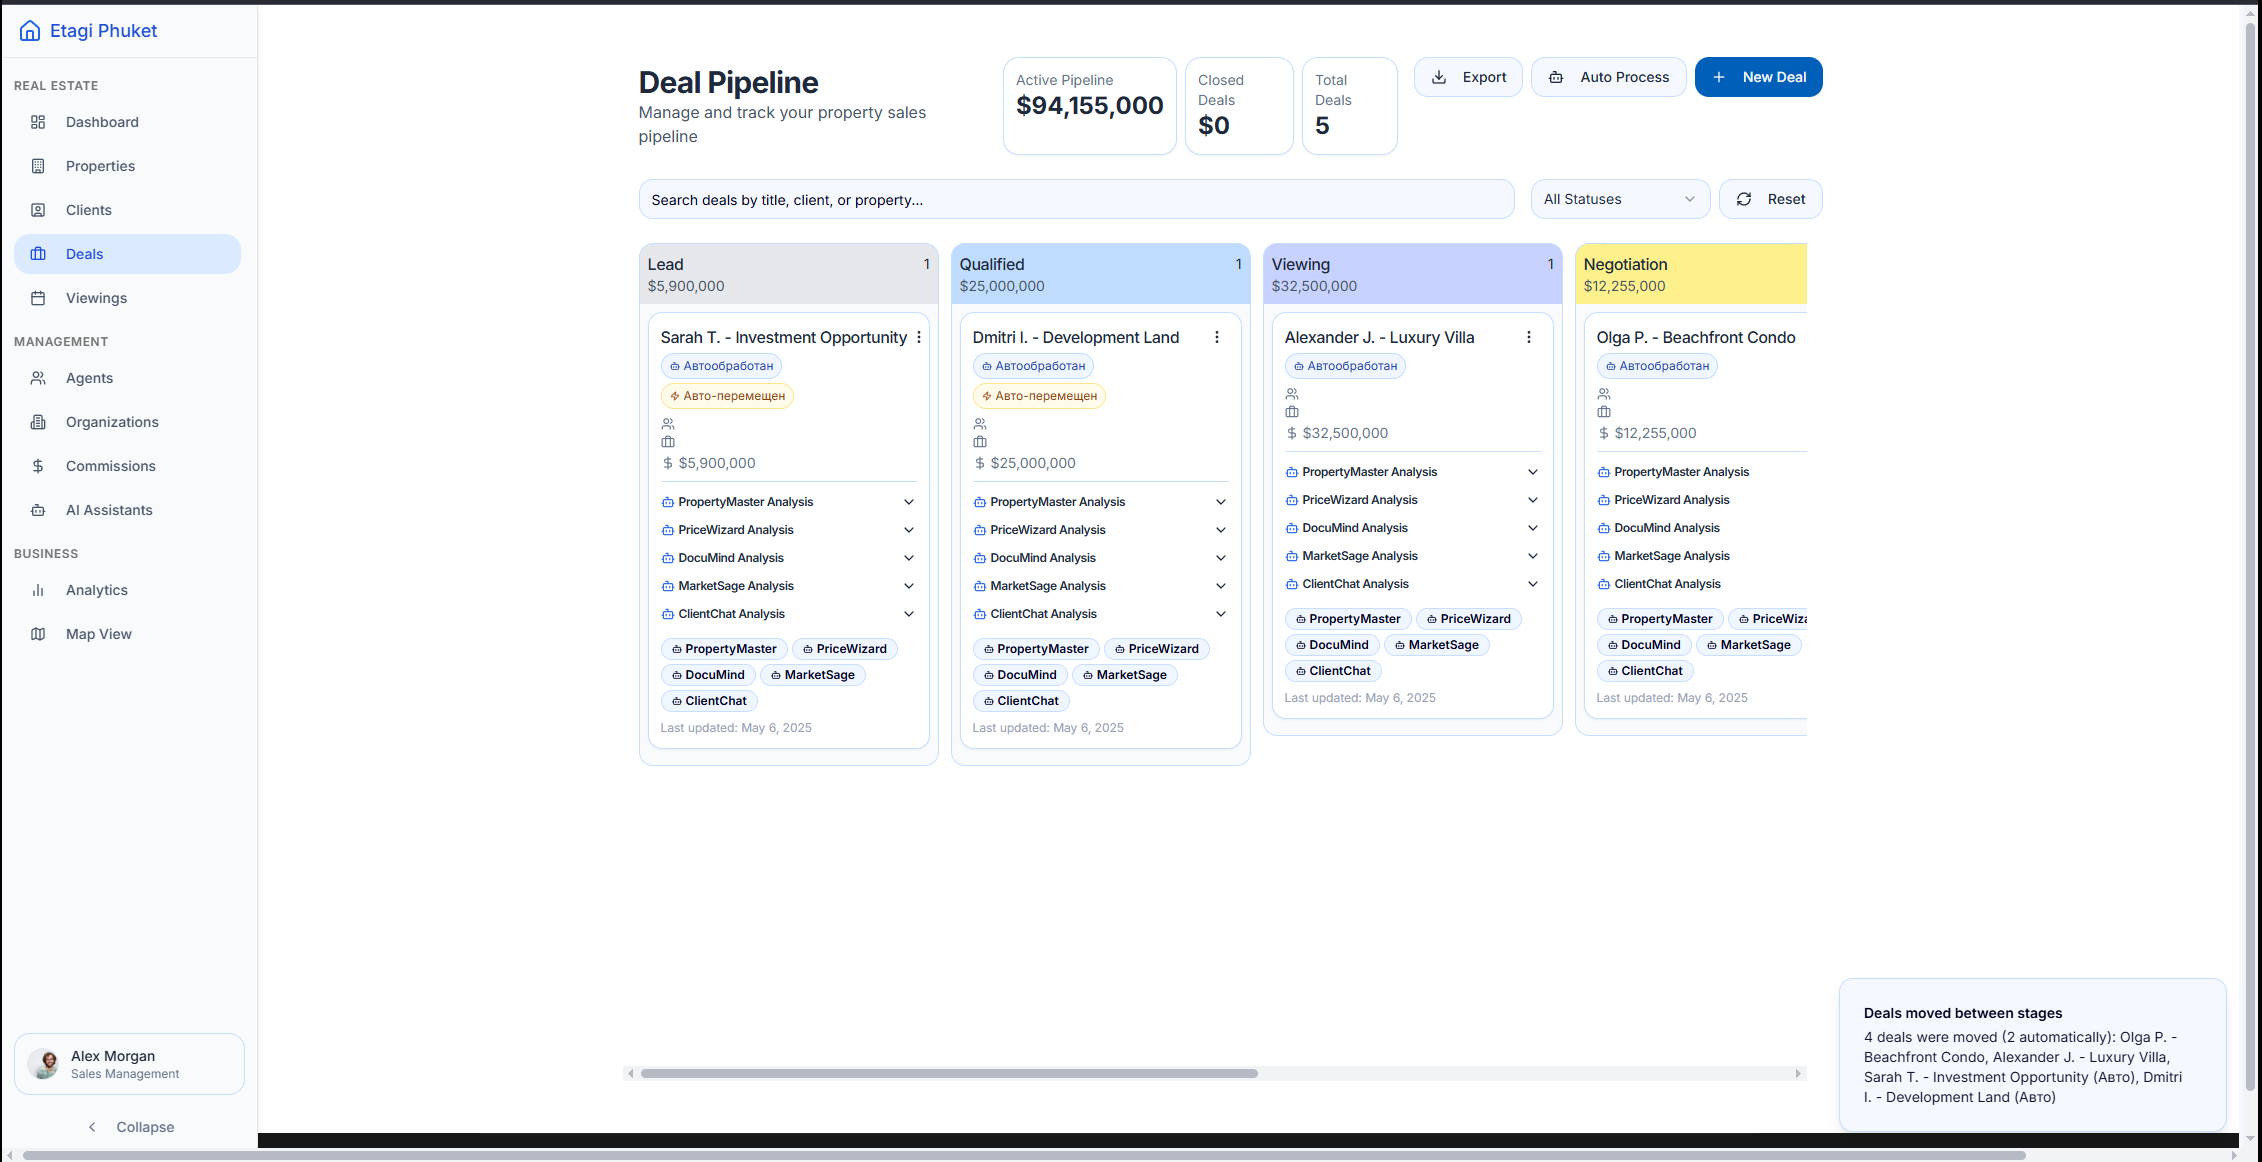 Etagi Phuket
REAL ESTATE
Dashboard
Properties
Clients
Deals
Viewings
MANAGEMENT
Agents
Organizations
Commissions
AI Assistants
BUSINESS
Analytics
Map View
Alex Morgan
Sales Management
Collapse
Deal Pipeline
Manage and track your property sales
pipeline
Active Pipeline
$94,155,000
Closed
Deals
$0
Total
Deals
5
Export
Auto Process
New Deal
Search deals by title, client, or property...
All Statuses
Reset
Lead 1
$5,900,000
Sarah T. - Investment Opportunity
Автообработан
Авто-перемещен
$5,900,000
PropertyMaster Analysis
PriceWizard Analysis
DocuMind Analysis
MarketSage Analysis
ClientChat Analysis
PropertyMaster PriceWizard
DocuMind MarketSage
ClientChat
Last updated: May 6, 2025
Qualified 1
$25,000,000
Dmitri I. - Development Land
Автообработан
Авто-перемещен
$25,000,000
PropertyMaster Analysis
PriceWizard Analysis
DocuMind Analysis
MarketSage Analysis
ClientChat Analysis
PropertyMaster PriceWizard
DocuMind MarketSage
ClientChat
Last updated: May 6, 2025
Viewing 1
$32,500,000
Alexander J. - Luxury Villa
Автообработан
$32,500,000
PropertyMaster Analysis
PriceWizard Analysis
DocuMind Analysis
MarketSage Analysis
ClientChat Analysis
PropertyMaster PriceWizard
DocuMind MarketSage
ClientChat
Last updated: May 6, 2025
Negotiation
$12,255,000
Olga P. - Beachfront Condo
Автообработан
$12,255,000
PropertyMaster Analysis
PriceWizard Analysis
DocuMind Analysis
MarketSage Analysis
ClientChat Analysis
PropertyMaster PriceWiza
DocuMind MarketSage
ClientChat
Last updated: May 6, 2025
Deals moved between stages
4 deals were moved (2 automatically): Olga P. -
Beachfront Condo, Alexander J. - Luxury Villa,
Sarah T. - Investment Opportunity (Авто), Dmitri
I. - Development Land (Авто)